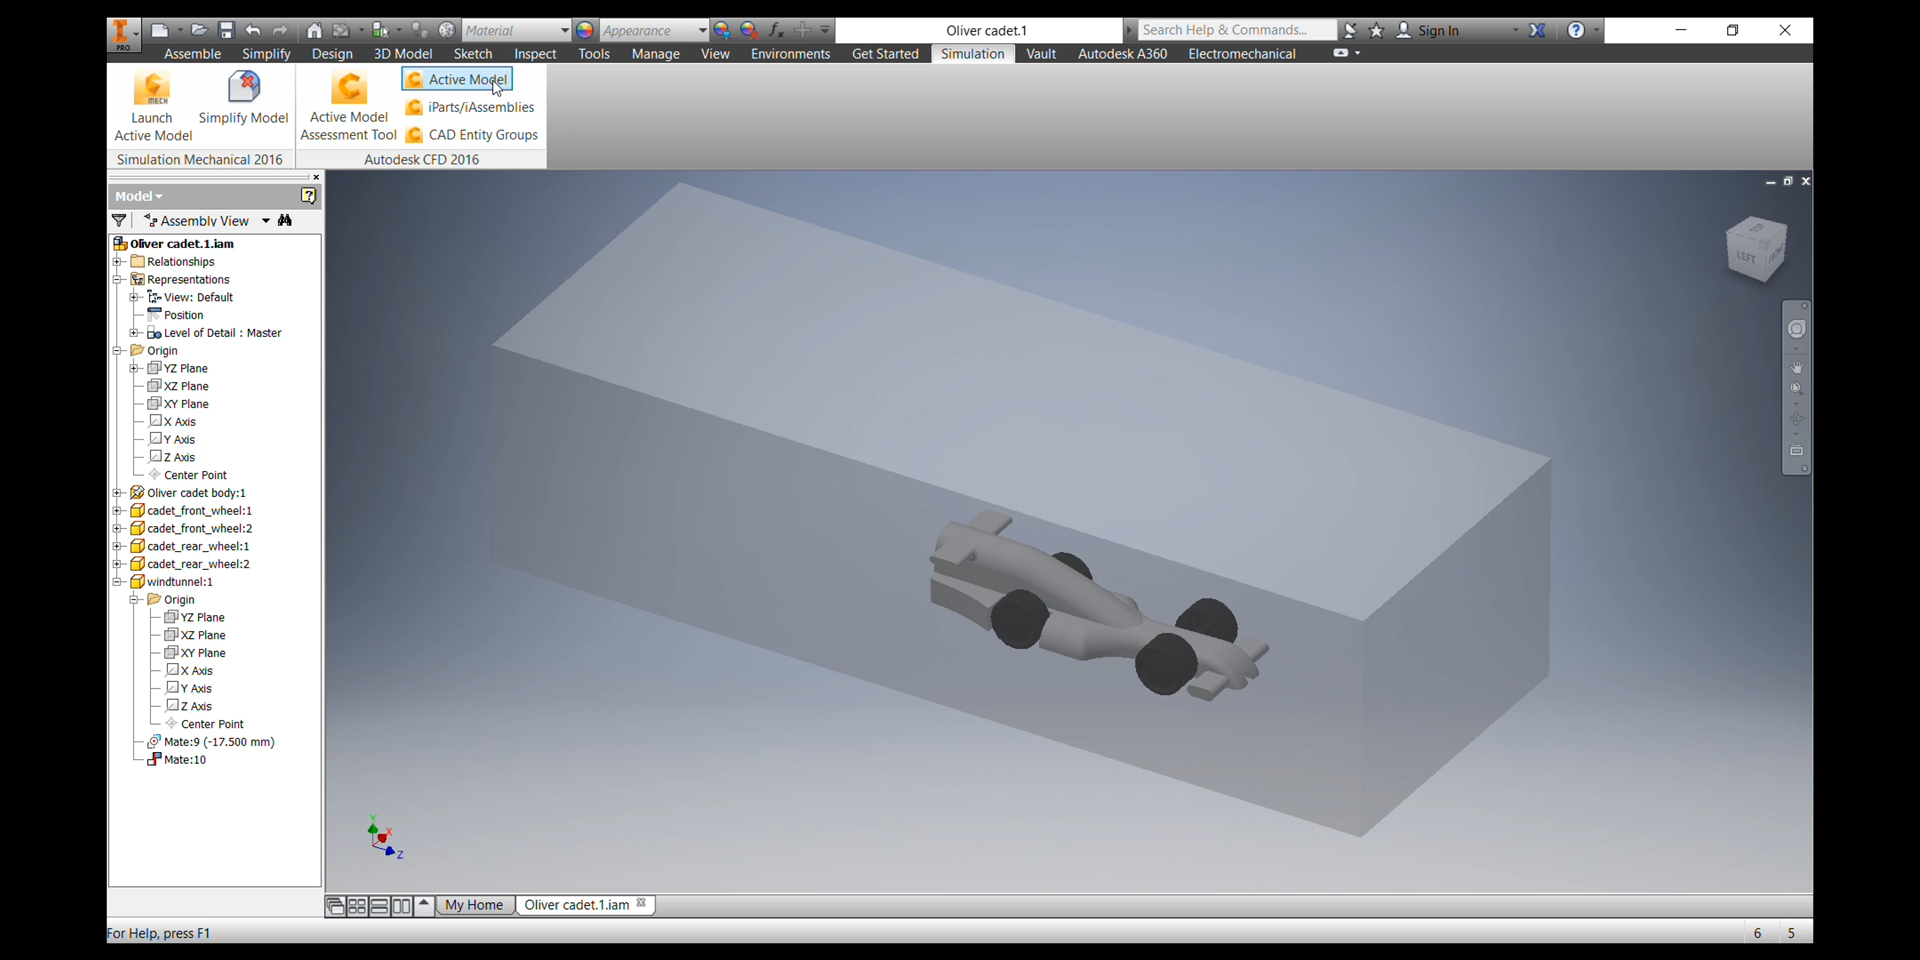 PRO
Material
Appearance
Oliver cadet.1
Search Help & Commands...
Sign In
Assemble
Simplify
Design
3D Model
Sketch
Inspect
Tools
Manage
View
Environments
Get Started
Simulation
Vault
Autodesk A360
Electromechanical
MECH
Launch
Active Model
Simplify Model
Active Model
Assessment Tool
Active Model
iParts/iAssemblies
CAD Entity Groups
Simulation Mechanical 2016
Autodesk CFD 2016
Model
Assembly View
Oliver cadet.1.iam
Relationships
Representations
View: Default
Position
Level of Detail : Master
Origin
YZ Plane
XZ Plane
XY Plane
X Axis
Y Axis
Z Axis
Center Point
Oliver cadet body:1
cadet_front_wheel:1
cadet_front_wheel:2
cadet_rear_wheel:1
cadet_rear_wheel:2
windtunnel:1
Origin
YZ Plane
XZ Plane
XY Plane
X Axis
Y Axis
Z Axis
Center Point
Mate:9 (-17.500 mm)
Mate:10
TOP
LEFT
Y
X
Z
My Home
Oliver cadet.1.iam
For Help, press F1
6
5